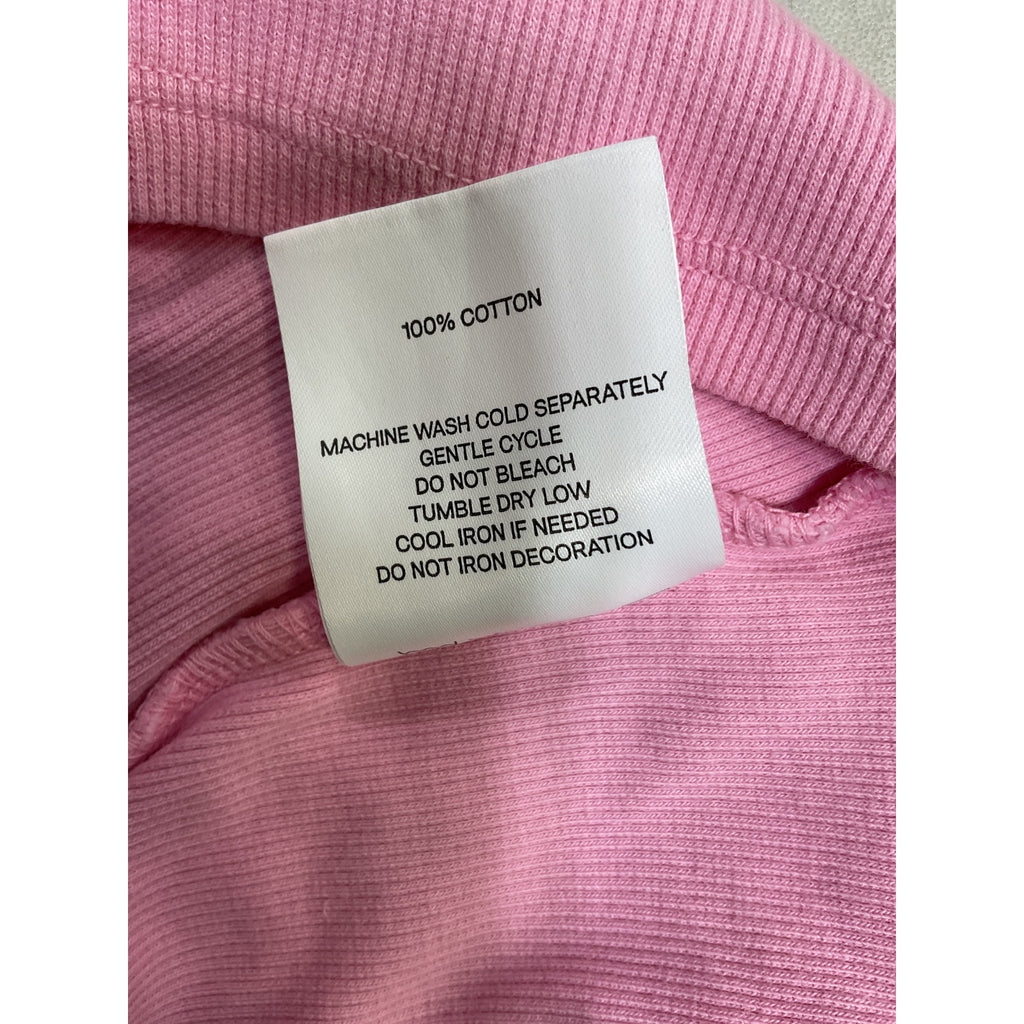 100% COTTON
MACHINE WASH COLD SEPARATELY
GENTLE CYCLE
DO NOT BLEACH
TUMBLE DRY LOW
COOL IRON IF NEEDED
DO NOT IRON DECORATION